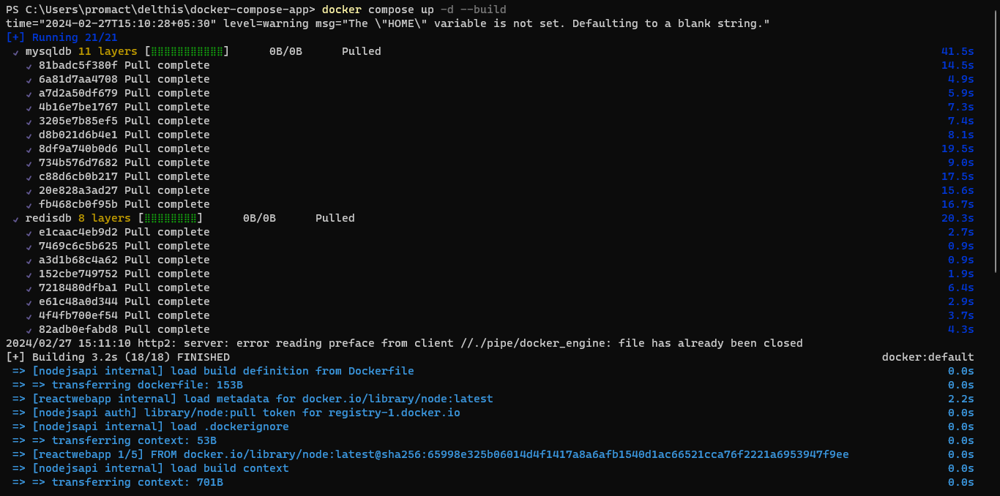 PS C:\Users\promact\delthis\docker-compose-app> docker compose up -d --build
time="2024-02-27T15:10:28+05:30" level=warning msg="The \"HOME\" variable is not set. Defaulting to a blank string."
[+] Running 21/21
✔ mysqldb 11 layers [⣿⣿⣿⣿⣿⣿⣿⣿⣿⣿⣿] 0B/0B Pulled 41.5s
✔ 81badc5f380f Pull complete 14.5s
✔ 6a81d7aa4708 Pull complete 4.9s
✔ a7d2a50df679 Pull complete 5.9s
✔ 4b16e7be1767 Pull complete 7.3s
✔ 3205e7b85ef5 Pull complete 7.4s
✔ d8b021d6b4e1 Pull complete 8.1s
✔ 8df9a740b0d6 Pull complete 19.5s
✔ 734b576d7682 Pull complete 9.0s
✔ c88d6cb0b217 Pull complete 17.5s
✔ 20e828a3ad27 Pull complete 15.6s
✔ fb468cb0f95b Pull complete 16.7s
✔ redisdb 8 layers [⣿⣿⣿⣿⣿⣿⣿⣿] 0B/0B Pulled 20.3s
✔ e1caac4eb9d2 Pull complete 2.7s
✔ 7469c6c5b625 Pull complete 0.9s
✔ a3d1b68c4a62 Pull complete 0.9s
✔ 152cbe749752 Pull complete 1.9s
✔ 7218480dfba1 Pull complete 6.4s
✔ e61c48a0d344 Pull complete 2.9s
✔ 4f4fb700ef54 Pull complete 3.7s
✔ 82adb0efabd8 Pull complete 4.3s
2024/02/27 15:11:10 http2: server: error reading preface from client //./pipe/docker_engine: file has already been closed
[+] Building 3.2s (18/18) FINISHED docker:default
=> [nodejsapi internal] load build definition from Dockerfile 0.0s
=> => transferring dockerfile: 153B 0.0s
=> [reactwebapp internal] load metadata for docker.io/library/node:latest 2.2s
=> [nodejsapi auth] library/node:pull token for registry-1.docker.io 0.0s
=> [nodejsapi internal] load .dockerignore 0.0s
=> => transferring context: 53B 0.0s
=> [reactwebapp 1/5] FROM docker.io/library/node:latest@sha256:65998e325b06014d4f1417a8a6afb1540d1ac66521cca76f2221a6953947f9ee 0.0s
=> [nodejsapi internal] load build context 0.0s
=> => transferring context: 701B 0.0s